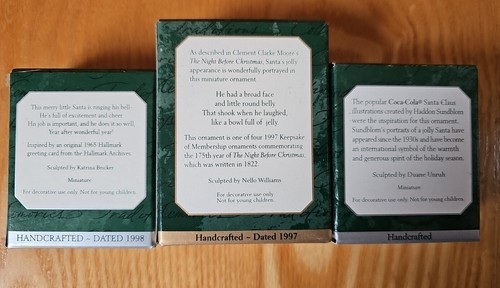 This merry little Santa is ringing his bell-
He's full of excitement and cheer.
His job is important, and he does it so well,
Year after wonderful year!
Inspired by an original 1965 Hallmark
greeting card from the Hallmark Archives.
Sculpted by Katrina Bricker
Miniature
For decorative use only. Not for young children.
HANDCRAFTED – DATED 1998
As described in Clement Clarke Moore's
The Night Before Christmas, Santa's jolly
appearance is wonderfully portrayed in
this miniature ornament
He had a broad face
and little round belly
That shook when he laughed,
like a bowl full of jelly
This ornament is one of four 1997 Keepsake
of Membership ornaments commemorating
the 175th year of The Night Before Christmas,
which was written in 1822.
Sculpted by Nello Williams
For decorative use only.
Not for young children.
Handcrafted – Dated 1997
The popular Coca-Cola® Santa Claus
illustrations created by Haddon Sundblom
were the inspiration for this ornament.
Sundblom's portraits of a jolly Santa have
appeared since the 1930s and have become
an international symbol of the warmth
and generous spirit of the holiday season.
Sculpted by Duane Unruh
Miniature
For decorative use only. Not for young children.
Handcrafted